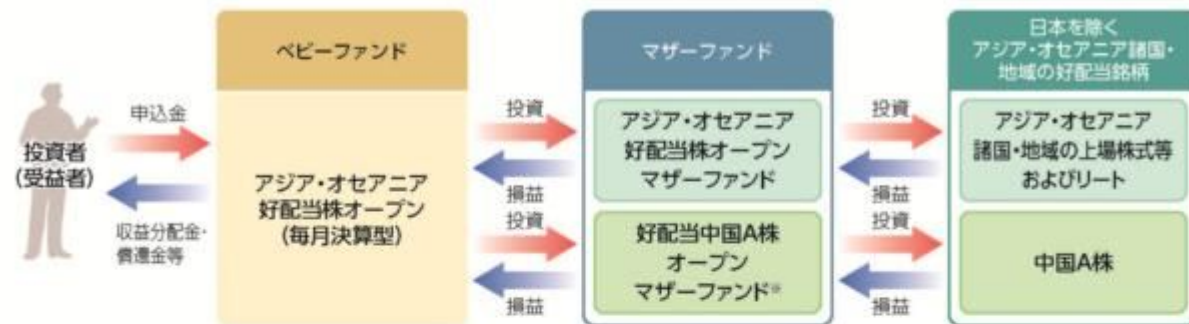 投資者
(受益者)
申込金
収益分配金・
償還金等
ベビーファンド
アジア・オセアニア
好配当株オープン
(毎月決算型)
投資
損益
投資
損益
マザーファンド
アジア・オセアニア
好配当株オープン
マザーファンド
好配当中国A株
オープン
マザーファンド※
投資
損益
投資
損益
日本を除く
アジア・オセアニア諸国・
地域の好配当銘柄
アジア・オセアニア
諸国・地域の上場株式等
およびリート
中国A株